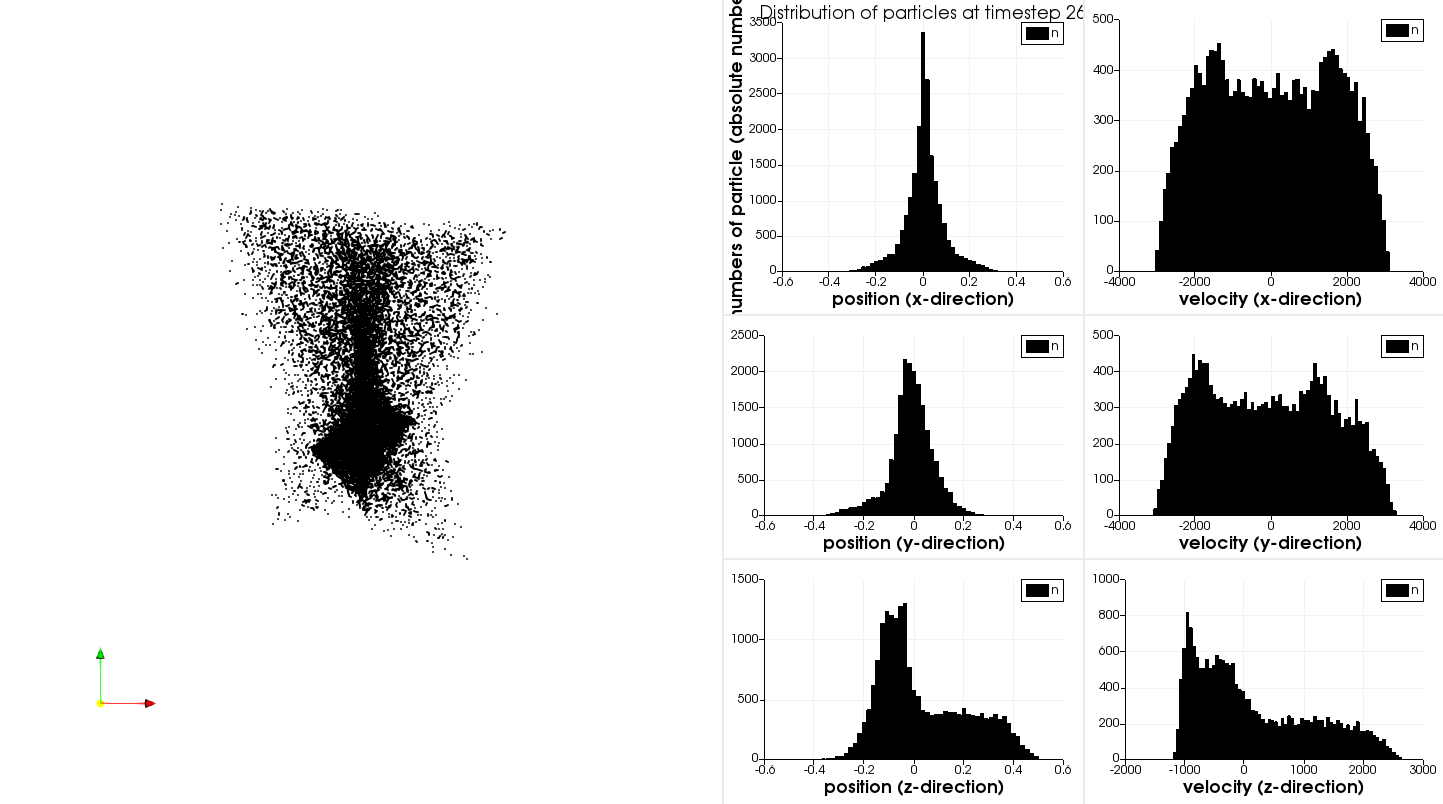 Distribution of particles at timestep 26
numbers of particle (absolute numbe
3500
3000
2500
2000
1500
1000
500
0
-0.6 -0.4 -0.2 0 0.2 0.4 0.6
position (x-direction)
n
500
400
300
200
100
0
-4000 -2000 0 2000 4000
velocity (x-direction)
n
2500
2000
1500
1000
500
0
-0.6 -0.4 -0.2 0 0.2 0.4 0.6
position (y-direction)
n
500
400
300
200
100
0
-4000 -2000 0 2000 4000
velocity (y-direction)
n
1500
1000
500
0
-0.6 -0.4 -0.2 0 0.2 0.4 0.6
position (z-direction)
n
1000
800
600
400
200
0
-2000 -1000 0 1000 2000 3000
velocity (z-direction)
n